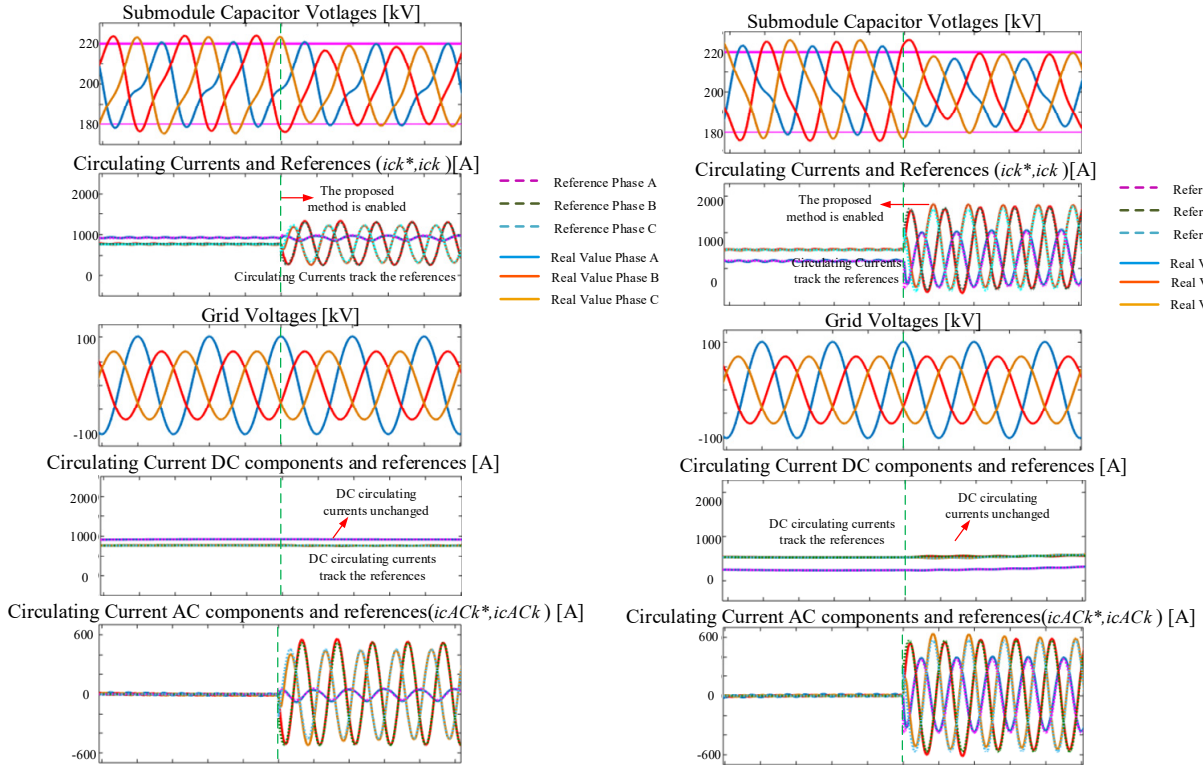 Submodule Capacitor Votlages [kV]
220
200
180
Circulating Currents and References (ick*,ick)[A]
2000
1000
0
The proposed
method is enabled
Circulating Currents track the references
Reference Phase A
Reference Phase B
Reference Phase C
Real Value Phase A
Real Value Phase B
Real Value Phase C
Grid Voltages [kV]
100
-100
Circulating Current DC components and references [A]
2000
1000
0
DC circulating
currents unchanged
DC circulating currents
track the references
Circulating Current AC components and references(icACk*,icACk) [A]
600
0
-600
Submodule Capacitor Votlages [kV]
220
200
180
Circulating Currents and References (ick*,ick)[A]
2000
1000
0
The proposed
method is enabled
Circulating Currents
track the references
Refere
Refere
Refere
Real V
Real V
Real V
Grid Voltages [kV]
100
-100
Circulating Current DC components and references [A]
2000
1000
0
DC circulating currents
track the references
DC circulating
currents unchanged
Circulating Current AC components and references(icACk*,icACk) [A]
600
0
-600